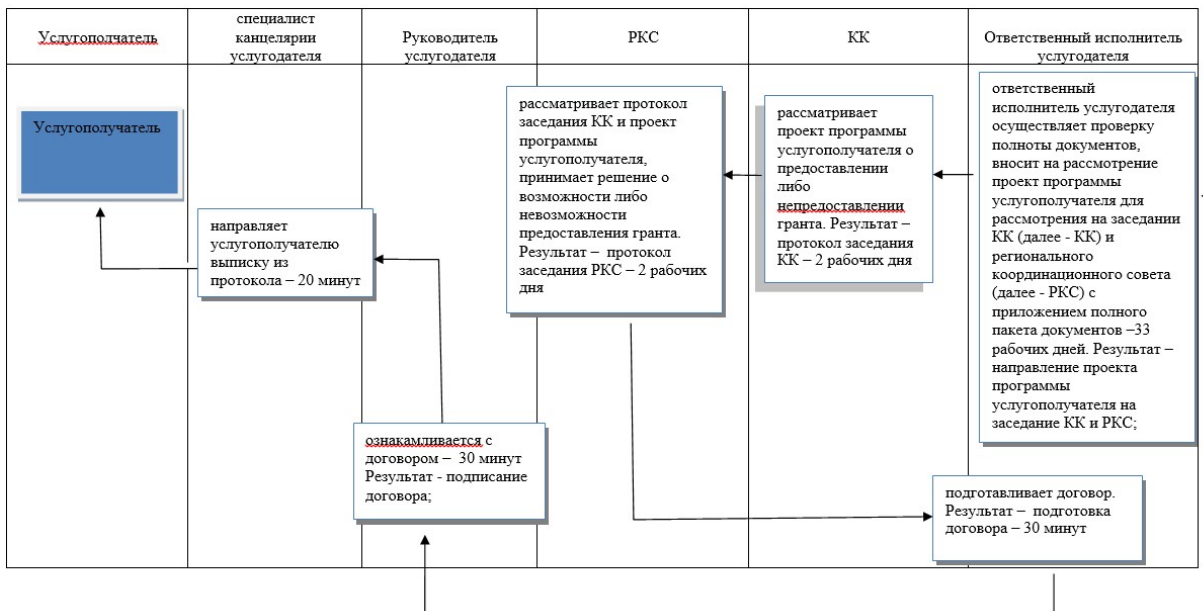 Услугополчатель
специалист
канцелярии
услугодателя
Руководитель
услугодателя
РКС
КК
Ответственный исполнитель
услугодателя
Услугополучатель
направляет
услугополучателю
выписку из
протокола – 20 минут
ознакамливается с
договором – 30 минут
Результат - подписание
договора;
рассматривает протокол
заседания КК и проект
программы
услугополучателя,
принимает решение о
возможности либо
невозможности
предоставления гранта.
Результат – протокол
заседания РКС – 2 рабочих
дня
рассматривает
проект программы
услугополучателя о
предоставлении
либо
непредоставлении
гранта. Результат –
протокол заседания
КК – 2 рабочих дня
ответственный
исполнитель услугодателя
осуществляет проверку
полноты документов,
вносит на рассмотрение
проект программы
услугополучателя для
рассмотрения на заседании
КК (далее - КК) и
регионального
координационного совета
(далее - РКС) с
приложением полного
пакета документов –33
рабочих дней. Результат –
направление проекта
программы
услугополучателя на
заседание КК и РКС;
подготавливает договор.
Результат – подготовка
договора – 30 минут